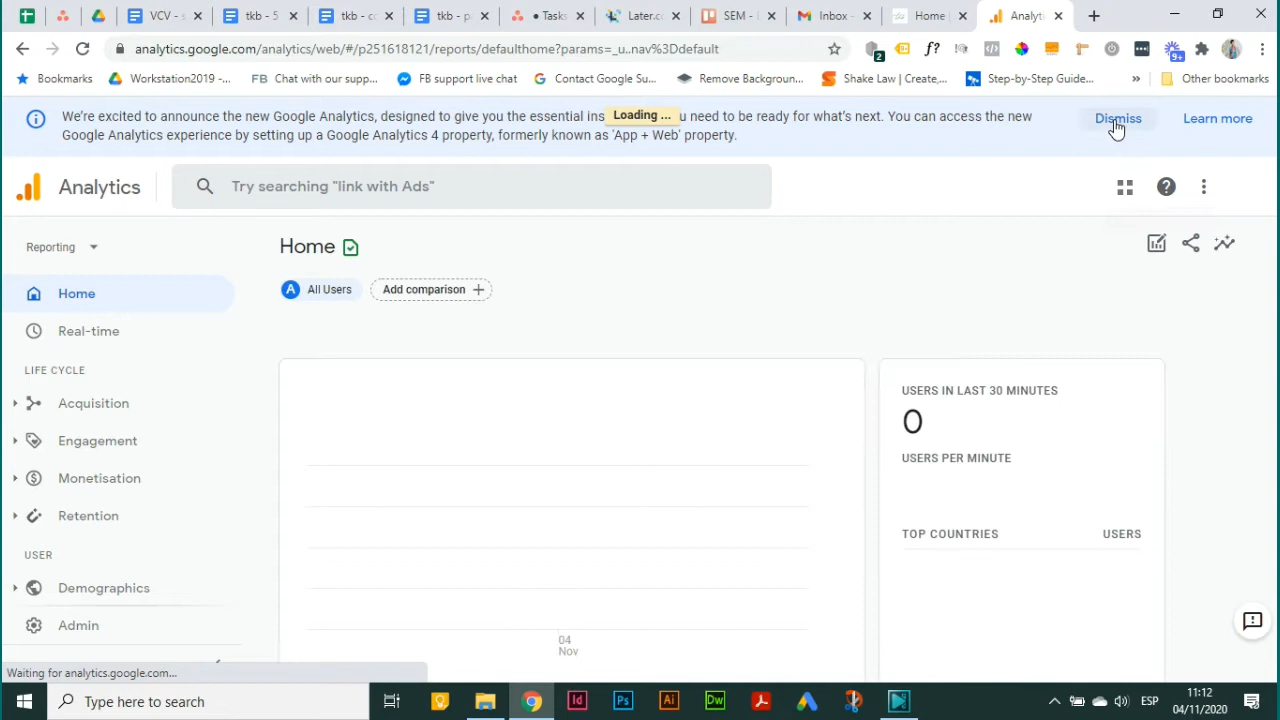 VCV - s
tkb - 5
tkb - c
tkb - p
• Tasks
Later.c
SEM -
Inbox -
Home
Analyti
analytics.google.com/analytics/web/#/p251618121/reports/defaulthome?params=_u..nav%3Ddefault
f?
2
9+
Bookmarks
Workstation2019 -...
FB Chat with our supp...
FB support live chat
Contact Google Su...
Remove Backgroun...
Shake Law | Create,...
Step-by-Step Guide...
»
Other bookmarks
We're excited to announce the new Google Analytics, designed to give you the essential ins
Loading ...
u need to be ready for what's next. You can access the new
Google Analytics experience by setting up a Google Analytics 4 property, formerly known as 'App + Web' property.
Dismiss
Learn more
Analytics
Try searching "link with Ads"
Reporting
Home
A All Users
Add comparison +
Home
Real-time
LIFE CYCLE
Acquisition
Engagement
Monetisation
Retention
USER
Demographics
Admin
USERS IN LAST 30 MINUTES
0
USERS PER MINUTE
TOP COUNTRIES
USERS
04
Nov
Waiting for analytics.google.com...
Type here to search
Id
Ps
Ai
Dw
ESP
11:12
04/11/2020